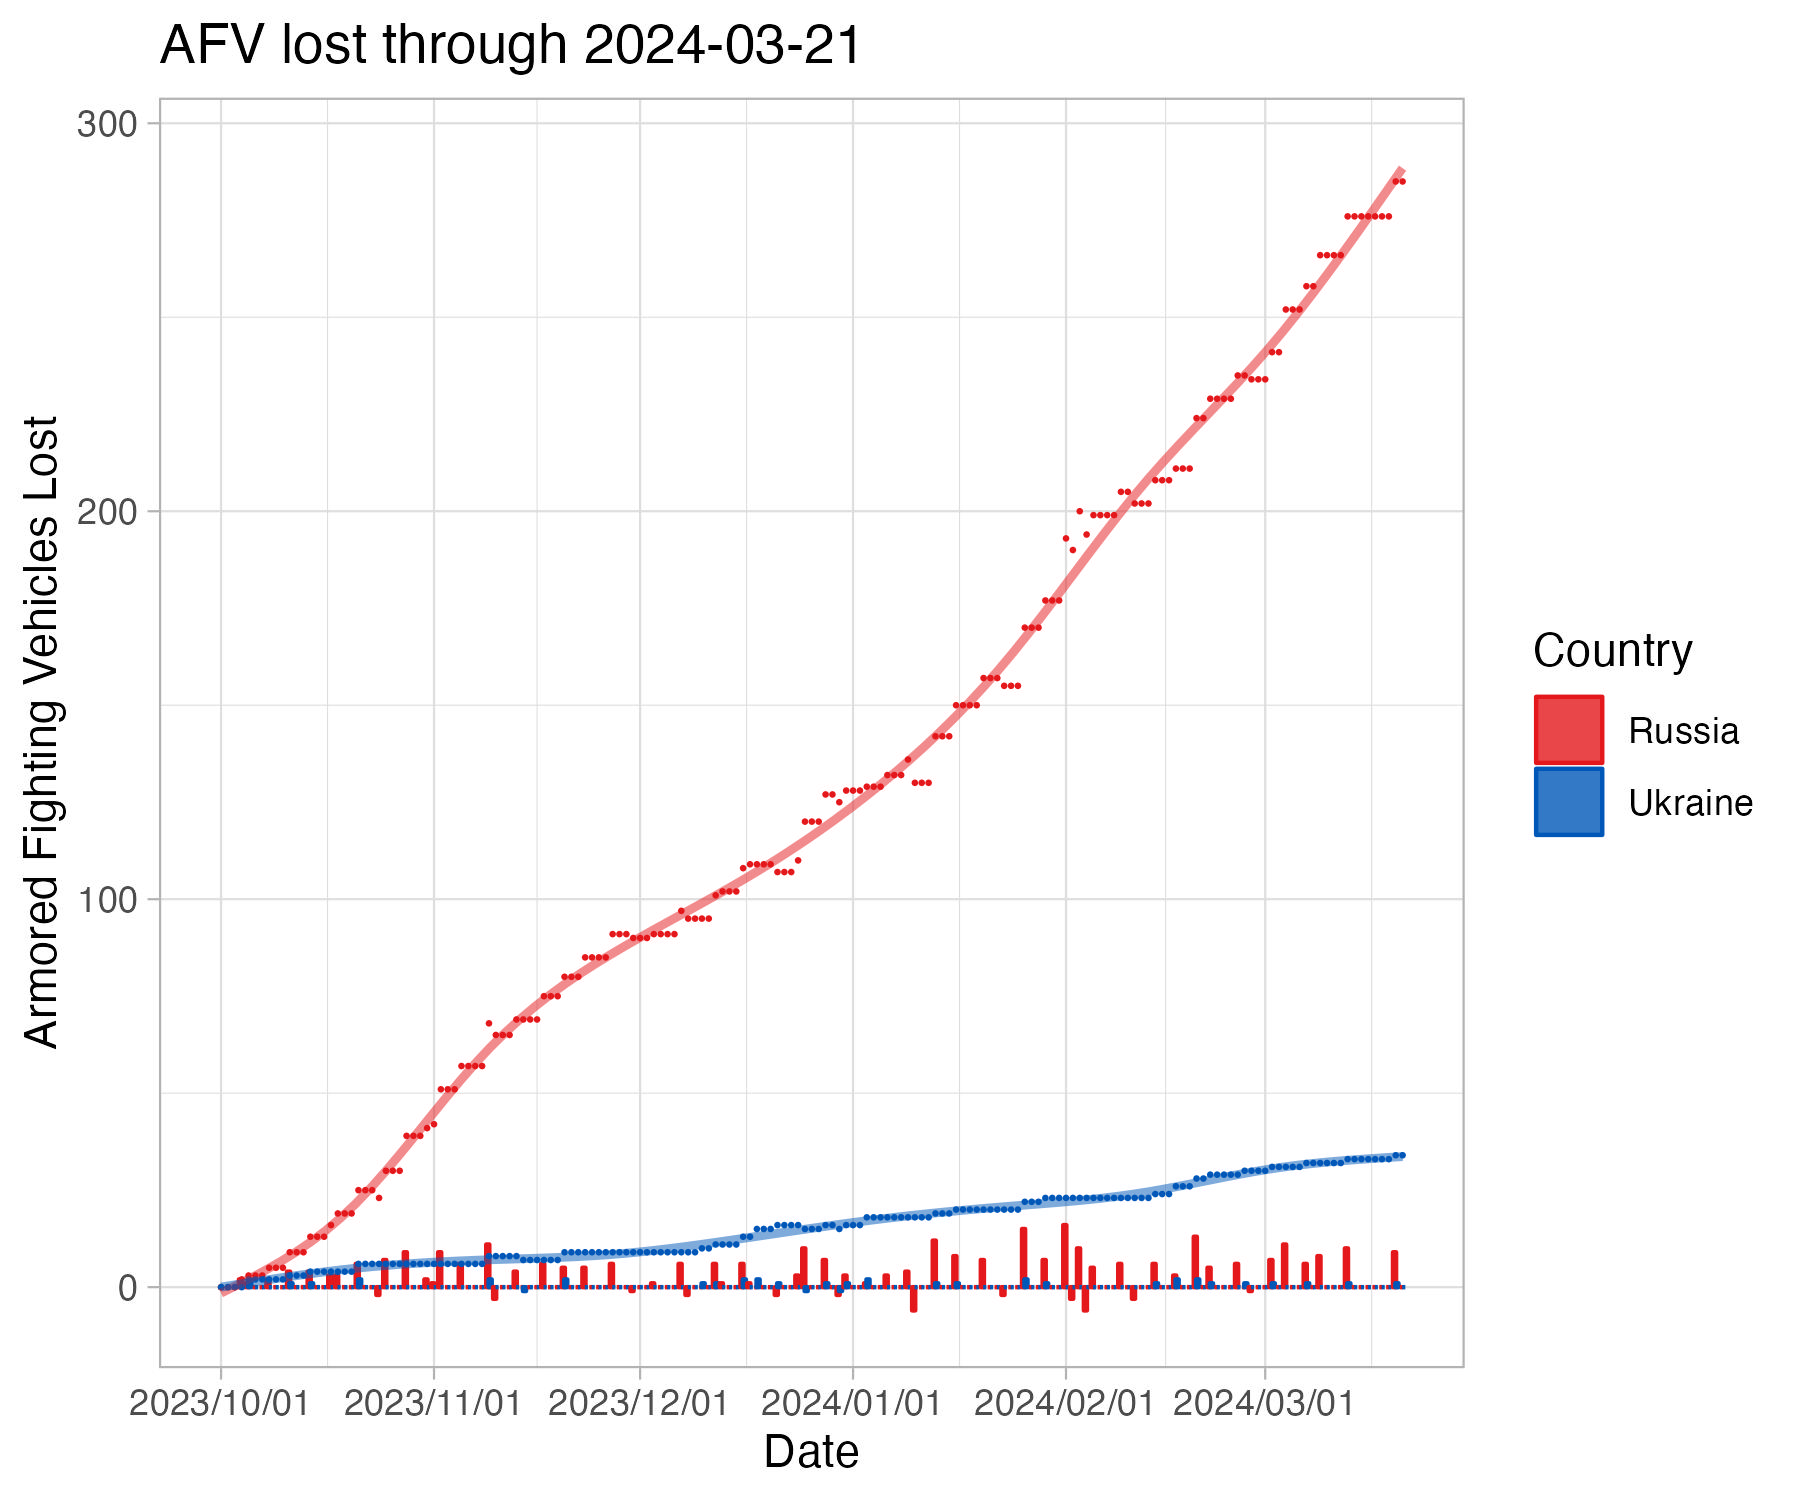 AFV lost through 2024-03-21
Armored Fighting Vehicles Lost
300
200
100
0
2023/10/01
2023/11/01
2023/12/01
2024/01/01
2024/02/01
2024/03/01
Date
Country
Russia
Ukraine